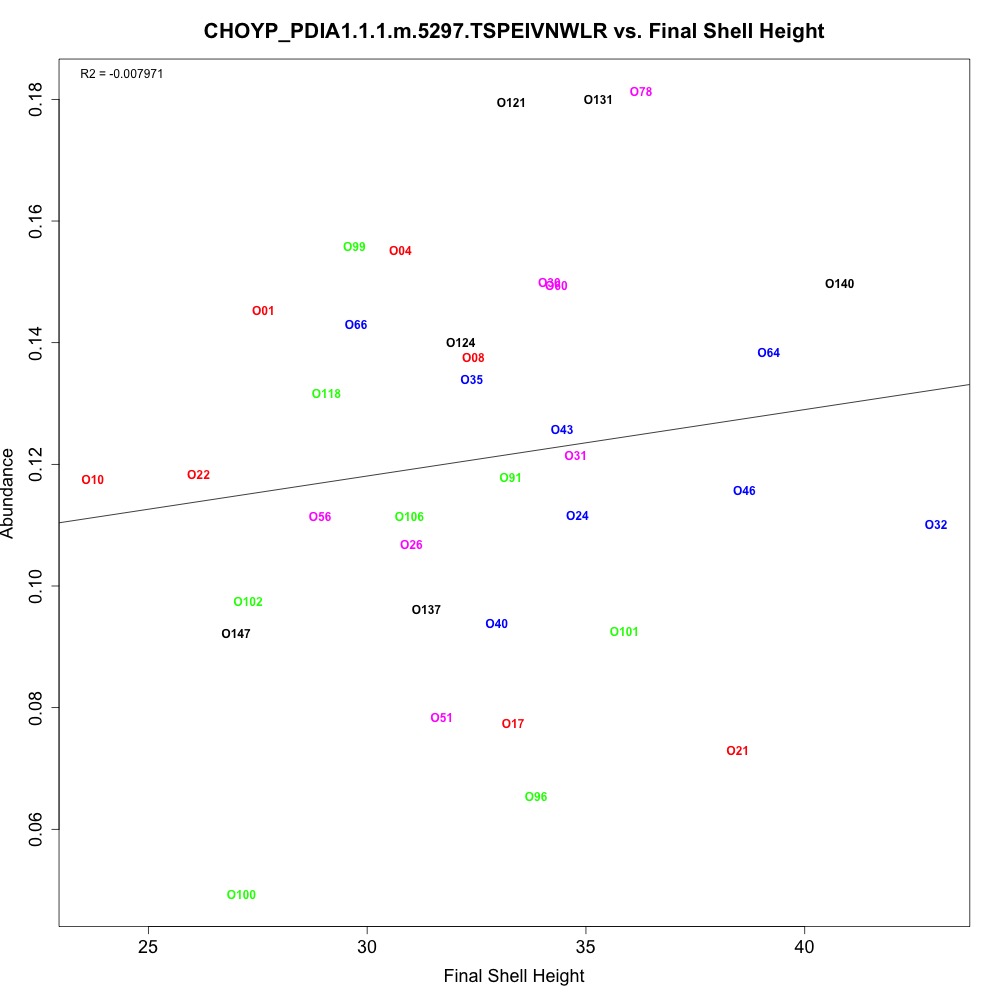 CHOYP_PDIA1.1.1.m.5297.TSPEIVNWLR vs. Final Shell Height
R2 = -0.007971
0.18
0.16
0.14
0.12
0.10
0.08
0.06
Abundance
O121
O131
O78
O99
O04
O60
O140
O01
O66
O124
O08
O64
O35
O118
O43
O31
O10
O22
O91
O46
O56
O106
O24
O32
O26
O102
O137
O147
O40
O101
O51
O17
O21
O96
O100
25 30 35 40
Final Shell Height